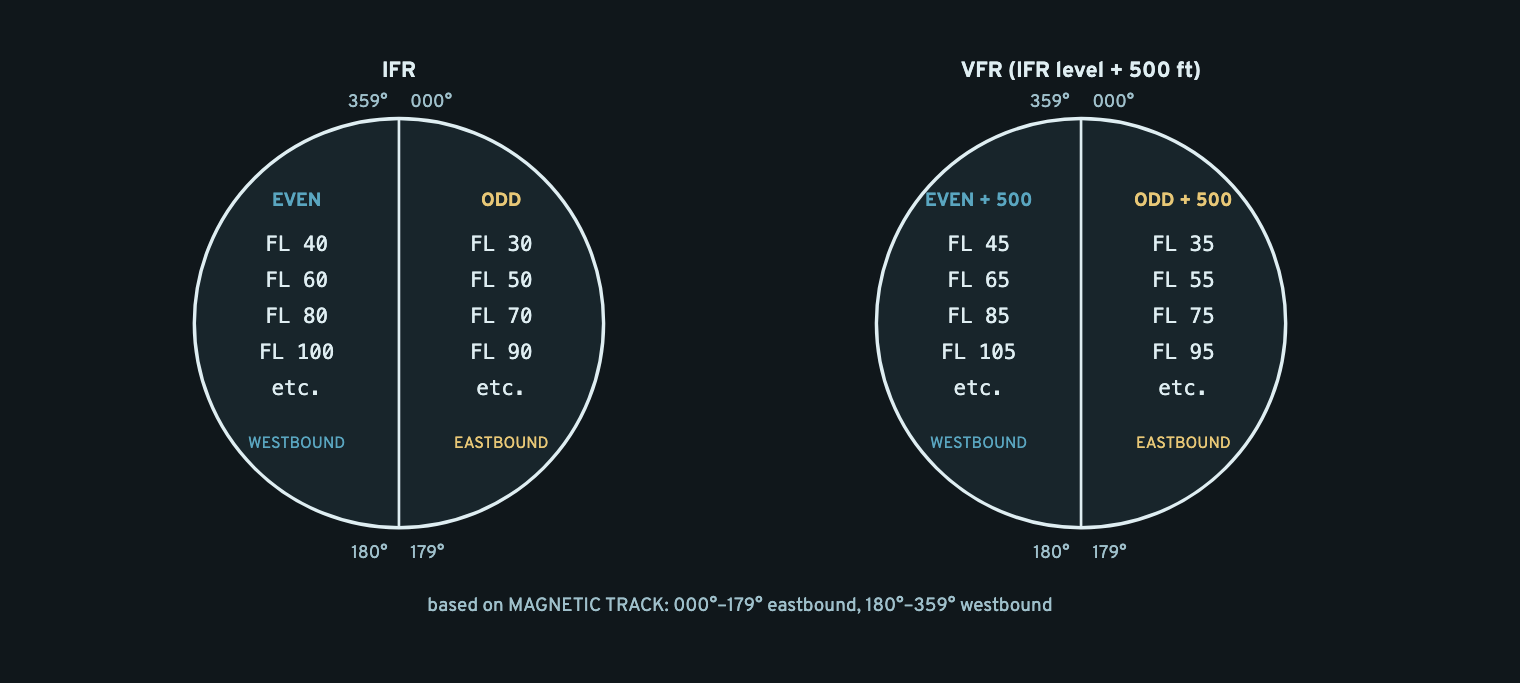 IFR
359° 000°
EVEN
FL 40
FL 60
FL 80
FL 100
etc.
WESTBOUND
ODD
FL 30
FL 50
FL 70
FL 90
etc.
EASTBOUND
180° 179°
VFR (IFR level + 500 ft)
359° 000°
EVEN + 500
FL 45
FL 65
FL 85
FL 105
etc.
WESTBOUND
ODD + 500
FL 35
FL 55
FL 75
FL 95
etc.
EASTBOUND
180° 179°
based on MAGNETIC TRACK: 000°–179° eastbound, 180°–359° westbound